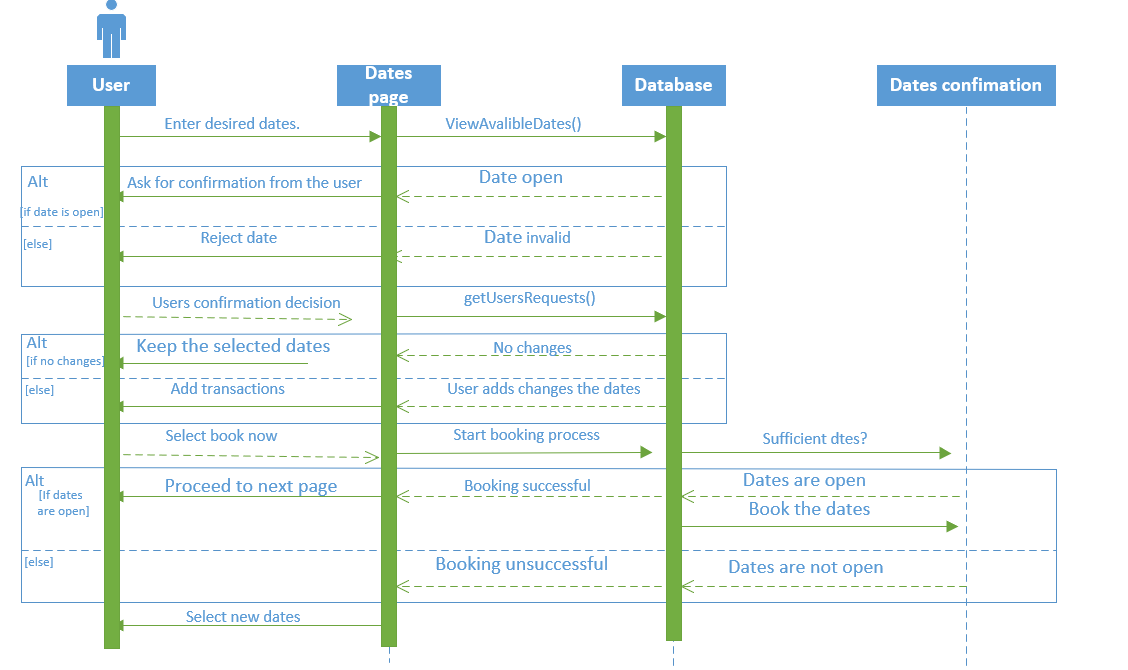 User
Dates
page
Database
Dates confimation
Enter desired dates.
ViewAvalibleDates()
Alt
Ask for confirmation from the user
Date open
[if date is open]
[else]
Reject date
Date invalid
Users confirmation decision
getUsersRequests()
Alt
Keep the selected dates
No changes
[if no changes]
[else]
Add transactions
User adds changes the dates
Select book now
Start booking process
Sufficient dtes?
Alt
[If dates
are open]
Proceed to next page
Booking successful
Dates are open
Book the dates
[else]
Booking unsuccessful
Dates are not open
Select new dates